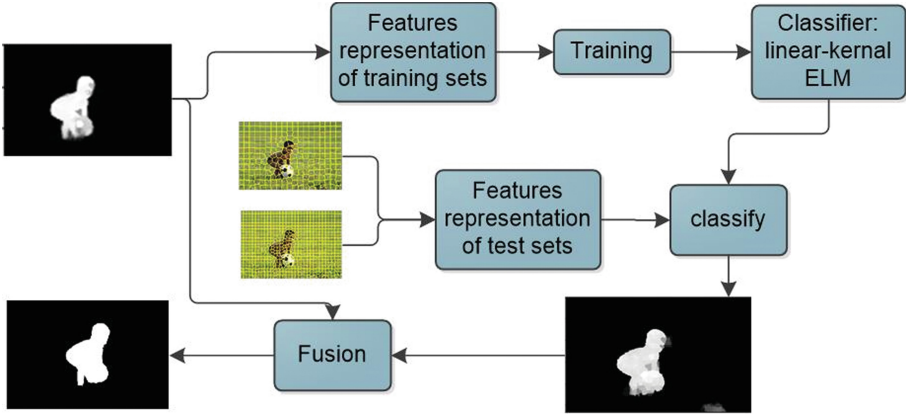 Features
representation
of training sets
Training
Classifier:
linear-kernal
ELM
Features
representation
of test sets
classify
Fusion